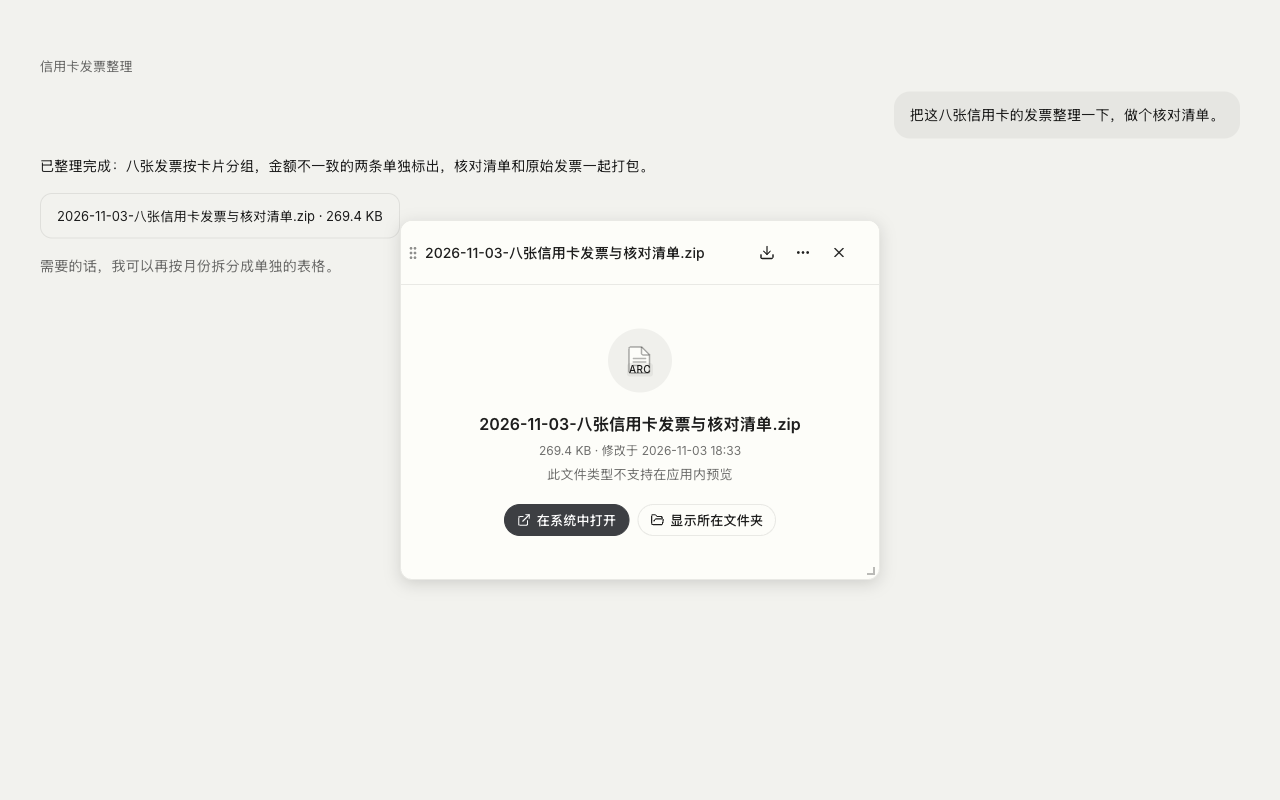 信用卡发票整理
把这八张信用卡的发票整理一下，做个核对清单。
已整理完成：八张发票按卡片分组，金额不一致的两条单独标出，核对清单和原始发票一起打包。
2026-11-03-八张信用卡发票与核对清单.zip · 269.4 KB
需要的话，我可以再按月份拆分成单独的表格。
2026-11-03-八张信用卡发票与核对清单.zip
ARC
2026-11-03-八张信用卡发票与核对清单.zip
269.4 KB · 修改于 2026-11-03 18:33
此文件类型不支持在应用内预览
在系统中打开
显示所在文件夹